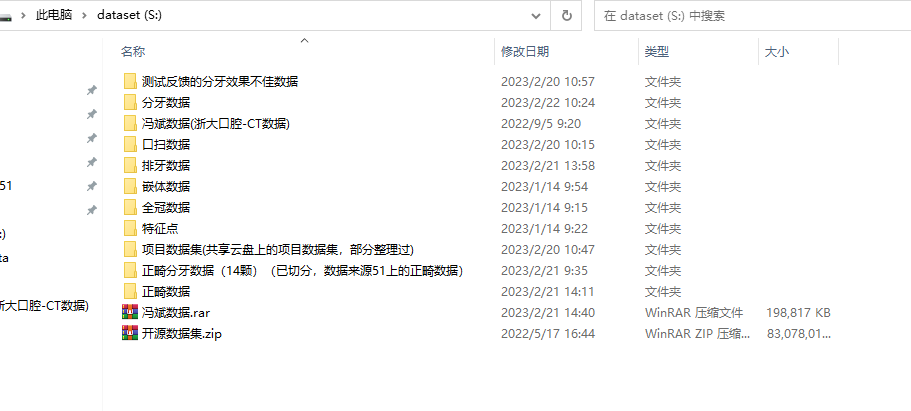 此电脑 > dataset (S:) 在 dataset (S:) 中搜索
名称 修改日期 类型 大小
测试反馈的分牙效果不佳数据 2023/2/20 10:57 文件夹
分牙数据 2023/2/22 10:24 文件夹
冯斌数据(浙大口腔-CT数据) 2022/9/5 9:20 文件夹
口扫数据 2023/2/20 10:15 文件夹
排牙数据 2023/2/21 13:58 文件夹
51 嵌体数据 2023/1/14 9:54 文件夹
全冠数据 2023/1/14 9:15 文件夹
:) 特征点 2023/1/14 9:22 文件夹
项目数据集(共享云盘上的项目数据集，部分整理过) 2023/2/20 10:47 文件夹
ta 正畸分牙数据（14颗）（已切分，数据来源51上的正畸数据） 2023/2/21 9:35 文件夹
正畸数据 2023/2/21 14:11 文件夹
浙大口腔-CT数据) 冯斌数据.rar 2023/2/21 14:40 WinRAR 压缩文件 198,817 KB
开源数据集.zip 2022/5/17 16:44 WinRAR ZIP 压缩... 83,078,01...